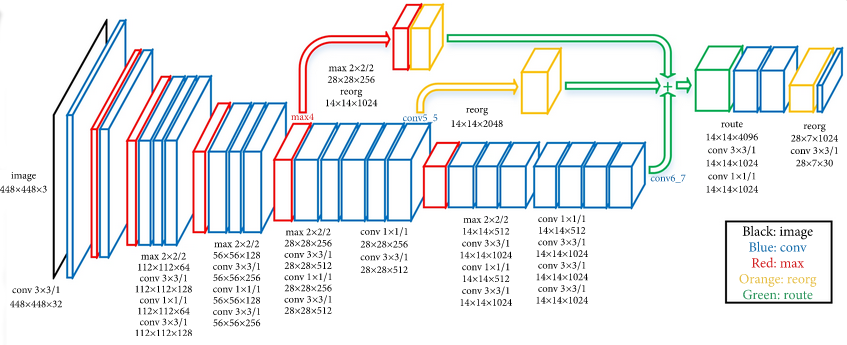 image
448×448×3
conv 3×3/1
448×448×32
max 2×2/2
112×112×64
conv 3×3/1
112×112×128
conv 1×1/1
112×112×64
conv 3×3/1
112×112×128
max 2×2/2
56×56×128
conv 3×3/1
56×56×256
conv 1×1/1
56×56×128
conv 3×3/1
56×56×256
max 2×2/2
28×28×256
conv 3×3/1
28×28×512
conv 1×1/1
28×28×256
conv 3×3/1
28×28×512
conv 1×1/1
28×28×256
conv 3×3/1
28×28×512
max4
max 2×2/2
28×28×256
reorg
14×14×1024
conv5_5
reorg
14×14×2048
max 2×2/2
14×14×512
conv 3×3/1
14×14×1024
conv 1×1/1
14×14×512
conv 3×3/1
14×14×1024
conv 1×1/1
14×14×512
conv 3×3/1
14×14×1024
conv 3×3/1
14×14×1024
conv 3×3/1
14×14×1024
conv6_7
+
route
14×14×4096
conv 3×3/1
14×14×1024
conv 1×1/1
14×14×1024
reorg
28×7×1024
conv 3×3/1
28×7×30
Black: image
Blue: conv
Red: max
Orange: reorg
Green: route